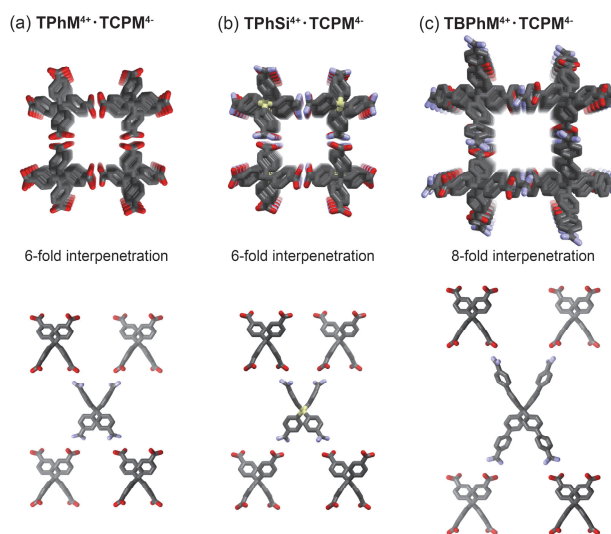 (a) TPhM⁴⁺·TCPM⁴⁻
(b) TPhSi⁴⁺·TCPM⁴⁻
(c) TBPhM⁴⁺·TCPM⁴⁻
6-fold interpenetration
6-fold interpenetration
8-fold interpenetration